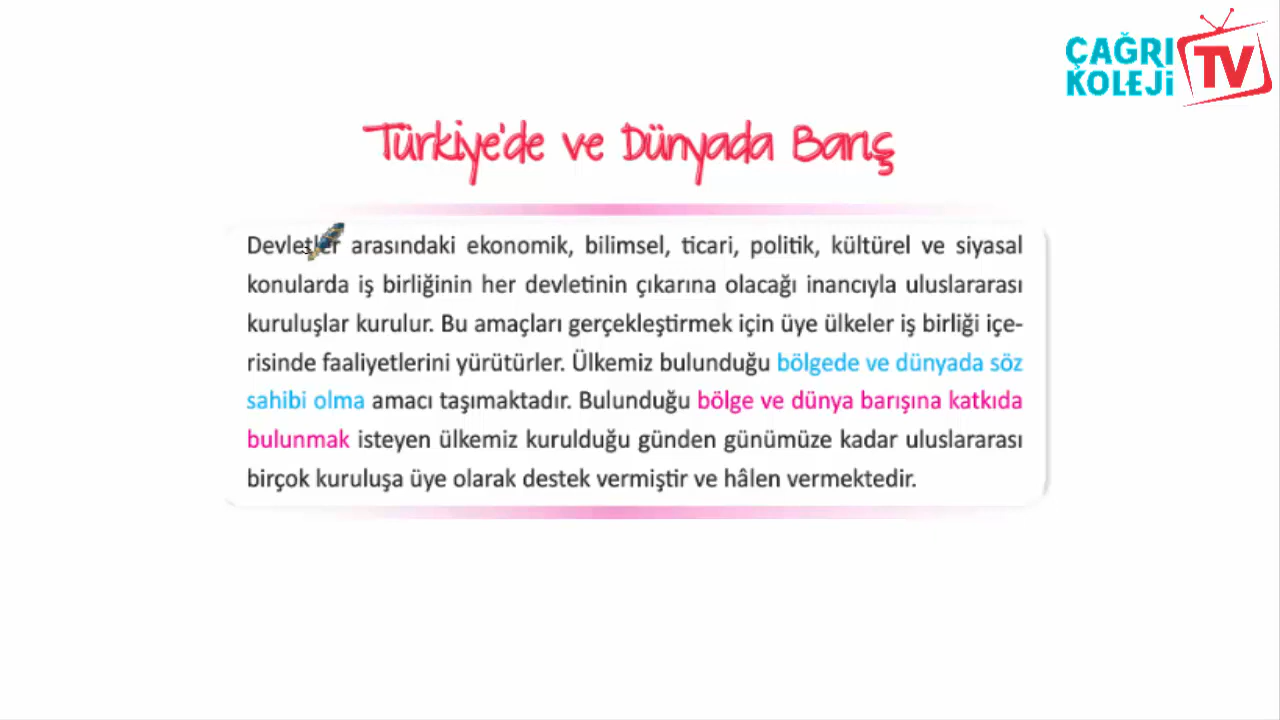 ÇAĞRI
KOLEJİ TV
Türkiye'de ve Dünyada Barış
Devletler arasındaki ekonomik, bilimsel, ticari, politik, kültürel ve siyasal
konularda iş birliğinin her devletinin çıkarına olacağı inancıyla uluslararası
kuruluşlar kurulur. Bu amaçları gerçekleştirmek için üye ülkeler iş birliği içe-
risinde faaliyetlerini yürütürler. Ülkemiz bulunduğu bölgede ve dünyada söz
sahibi olma amacı taşımaktadır. Bulunduğu bölge ve dünya barışına katkıda
bulunmak isteyen ülkemiz kurulduğu günden günümüze kadar uluslararası
birçok kuruluşa üye olarak destek vermiştir ve hâlen vermektedir.